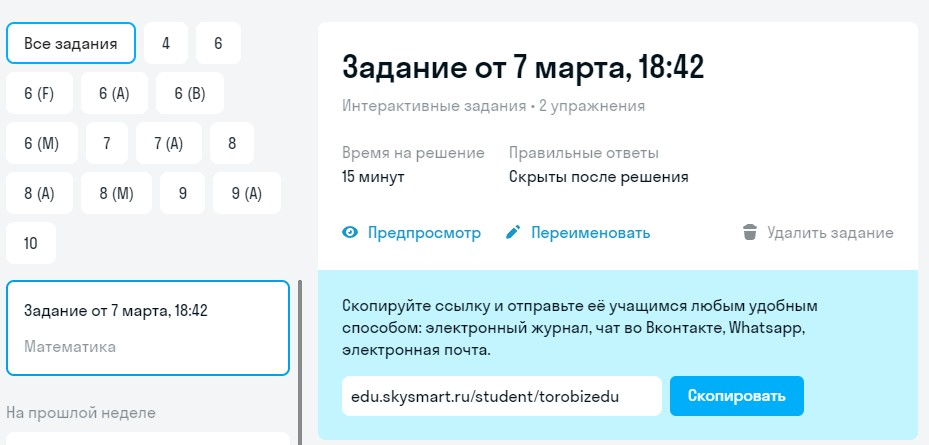 Все задания
4
6
6 (F)
6 (A)
6 (B)
6 (M)
7
7 (A)
8
8 (A)
8 (M)
9
9 (A)
10
Задание от 7 марта, 18:42
Математика
На прошлой неделе
Задание от 7 марта, 18:42
Интерактивные задания • 2 упражнения
Время на решение
15 минут
Правильные ответы
Скрыты после решения
Предпросмотр
Переименовать
Удалить задание
Скопируйте ссылку и отправьте её учащимся любым удобным
способом: электронный журнал, чат во Вконтакте, Whatsapp,
электронная почта.
edu.skysmart.ru/student/torobizedu
Скопировать